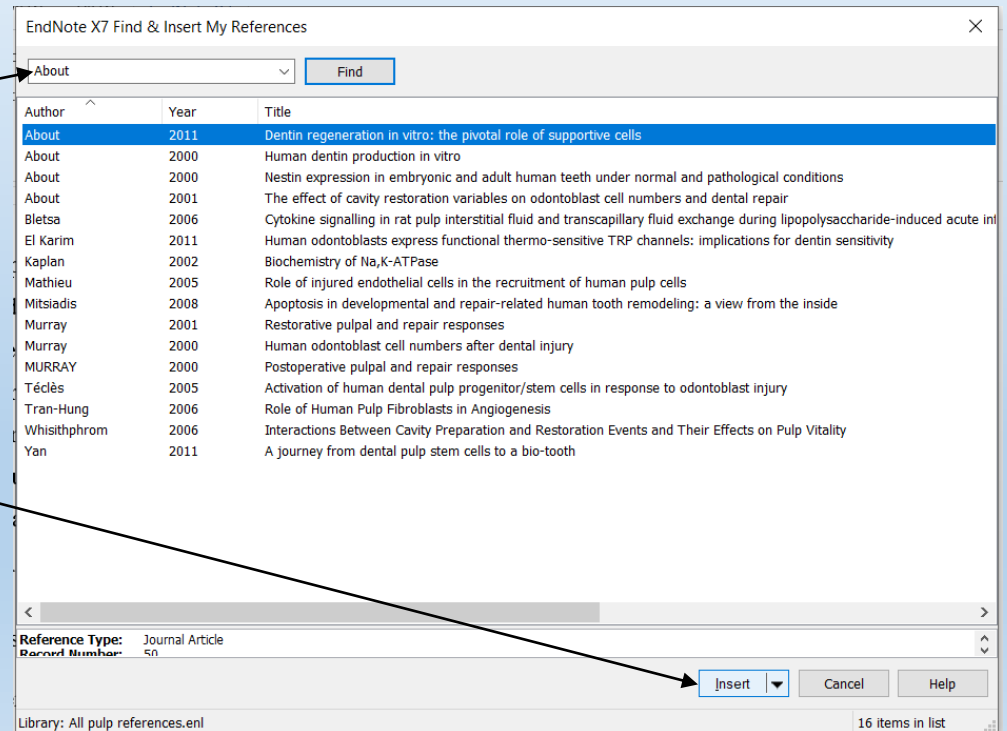 EndNote X7 Find & Insert My References
About Find
Author Year Title
About 2011 Dentin regeneration in vitro: the pivotal role of supportive cells
About 2000 Human dentin production in vitro
About 2000 Nestin expression in embryonic and adult human teeth under normal and pathological conditions
About 2001 The effect of cavity restoration variables on odontoblast cell numbers and dental repair
Bletsa 2006 Cytokine signalling in rat pulp interstitial fluid and transcapillary fluid exchange during lipopolysaccharide-induced acute
El Karim 2011 Human odontoblasts express functional thermo-sensitive TRP channels: implications for dentin sensitivity
Kaplan 2002 Biochemistry of Na,K-ATPase
Mathieu 2005 Role of injured endothelial cells in the recruitment of human pulp cells
Mitsiadis 2008 Apoptosis in developmental and repair-related human tooth remodeling: a view from the inside
Murray 2001 Restorative pulpal and repair responses
Murray 2000 Human odontoblast cell numbers after dental injury
MURRAY 2000 Postoperative pulpal and repair responses
Téclès 2005 Activation of human dental pulp progenitor/stem cells in response to odontoblast injury
Tran-Hung 2006 Role of Human Pulp Fibroblasts in Angiogenesis
Whisithphrom 2006 Interactions Between Cavity Preparation and Restoration Events and Their Effects on Pulp Vitality
Yan 2011 A journey from dental pulp stem cells to a bio-tooth
Reference Type: Journal Article
Record Number: 50
Insert Cancel Help
Library: All pulp references.enl 16 items in list